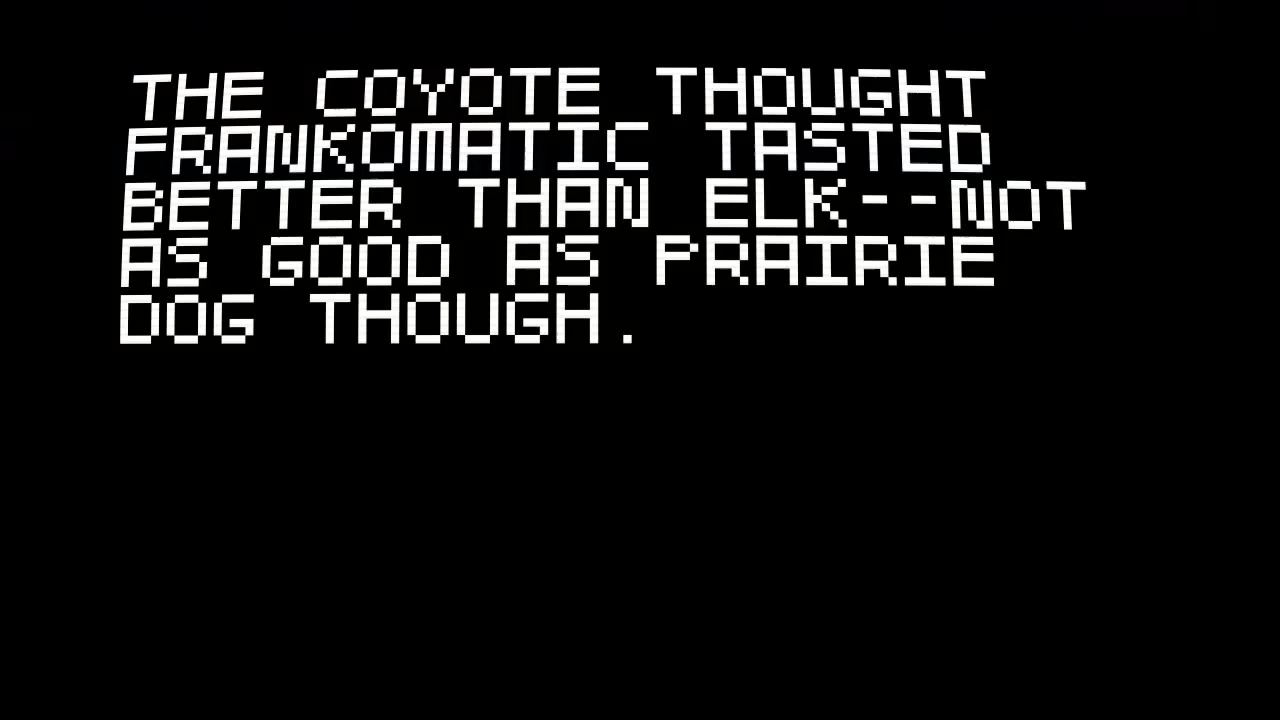 THE COYOTE THOUGHT
FRANKOMATIC TASTED
BETTER THAN ELK--NOT
AS GOOD AS PRAIRIE
DOG THOUGH.